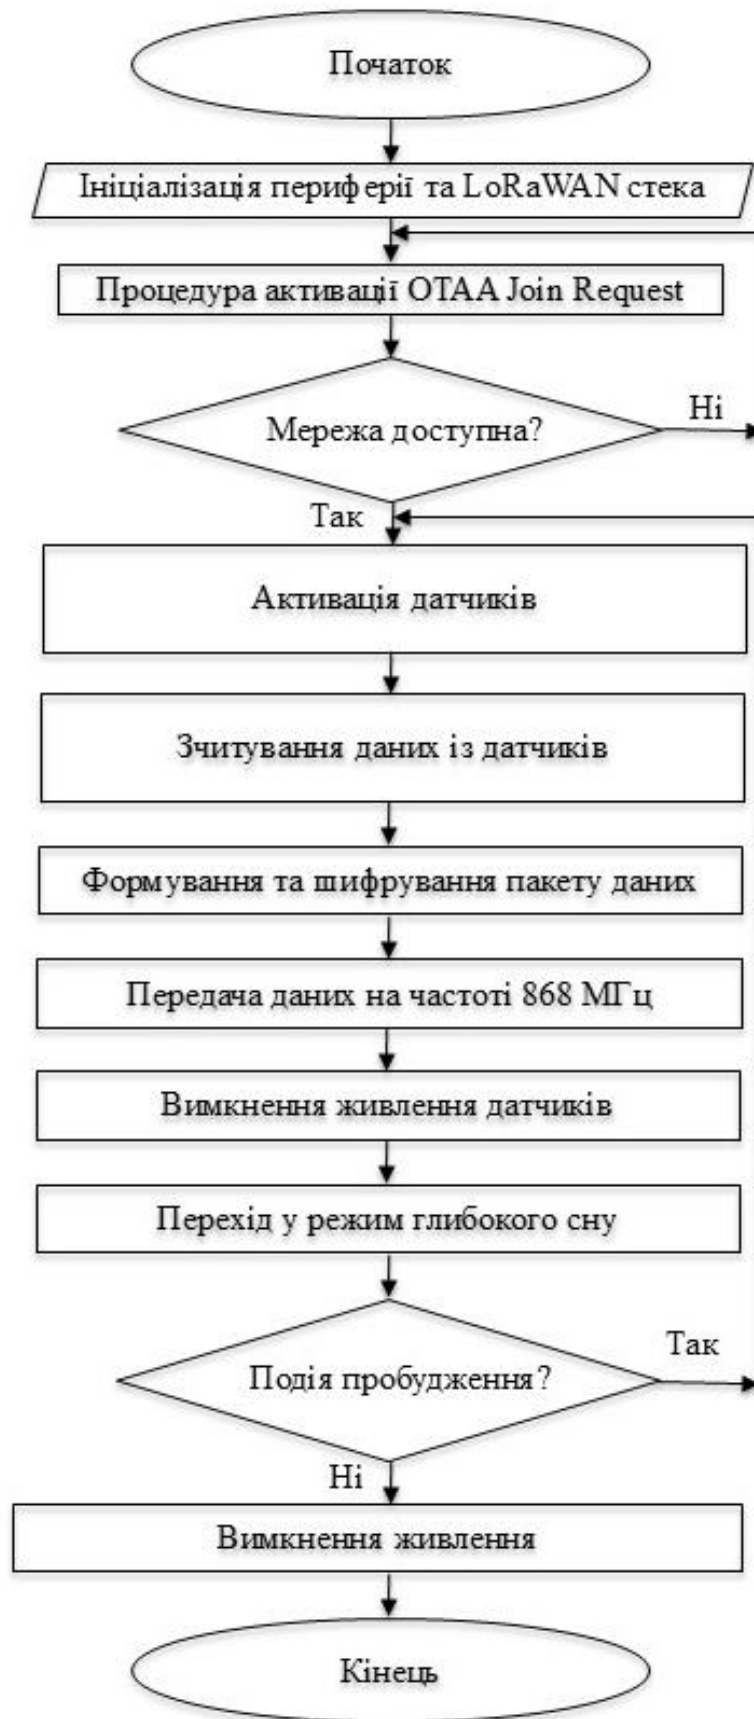 Початок
Ініціалізація периферії та LoRaWAN стека
Процедура активації OTAA Join Request
Мережа доступна?
Ні
Так
Активація датчиків
Зчитування даних із датчиків
Формування та шифрування пакету даних
Передача даних на частоті 868 МГц
Вимкнення живлення датчиків
Перехід у режим глибокого сну
Подія пробудження?
Так
Ні
Вимкнення живлення
Кінець